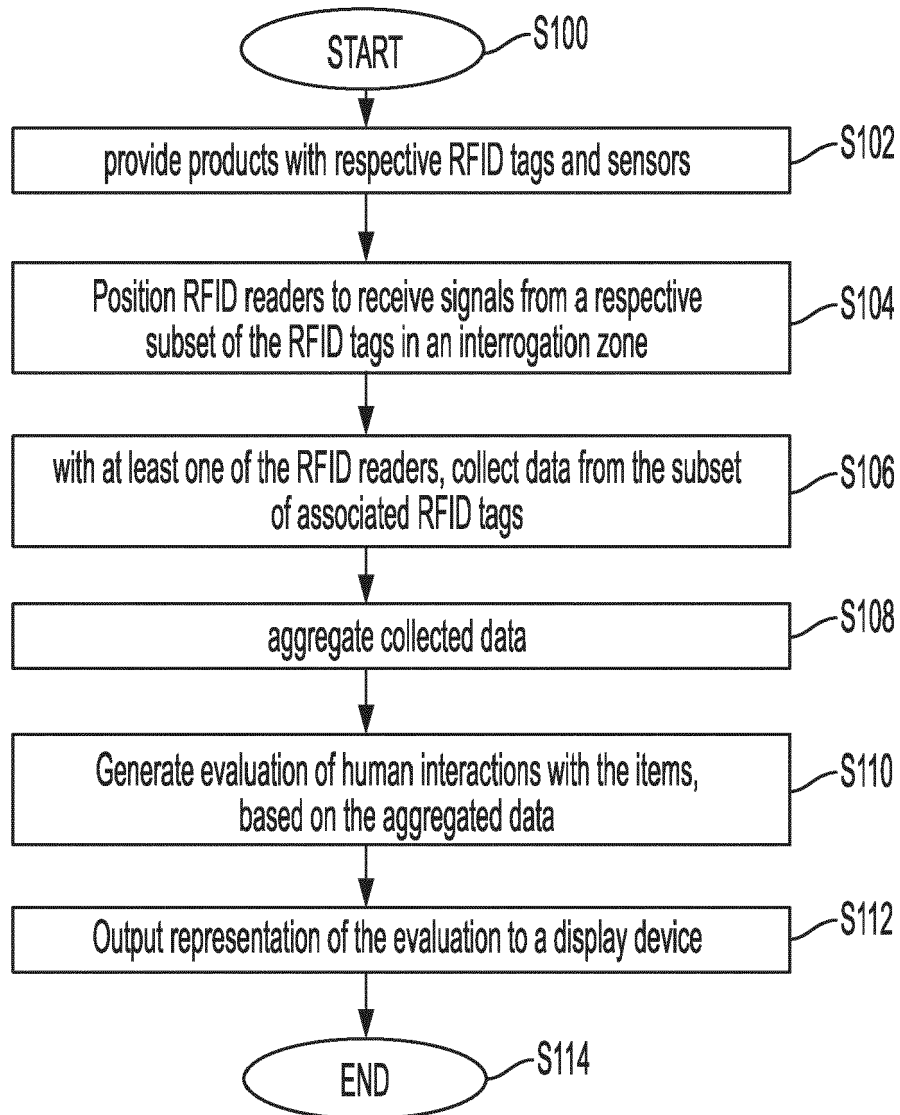 START
S100
provide products with respective RFID tags and sensors
S102
Position RFID readers to receive signals from a respective
subset of the RFID tags in an interrogation zone
S104
with at least one of the RFID readers, collect data from the subset
of associated RFID tags
S106
aggregate collected data
S108
Generate evaluation of human interactions with the items,
based on the aggregated data
S110
Output representation of the evaluation to a display device
S112
END
S114